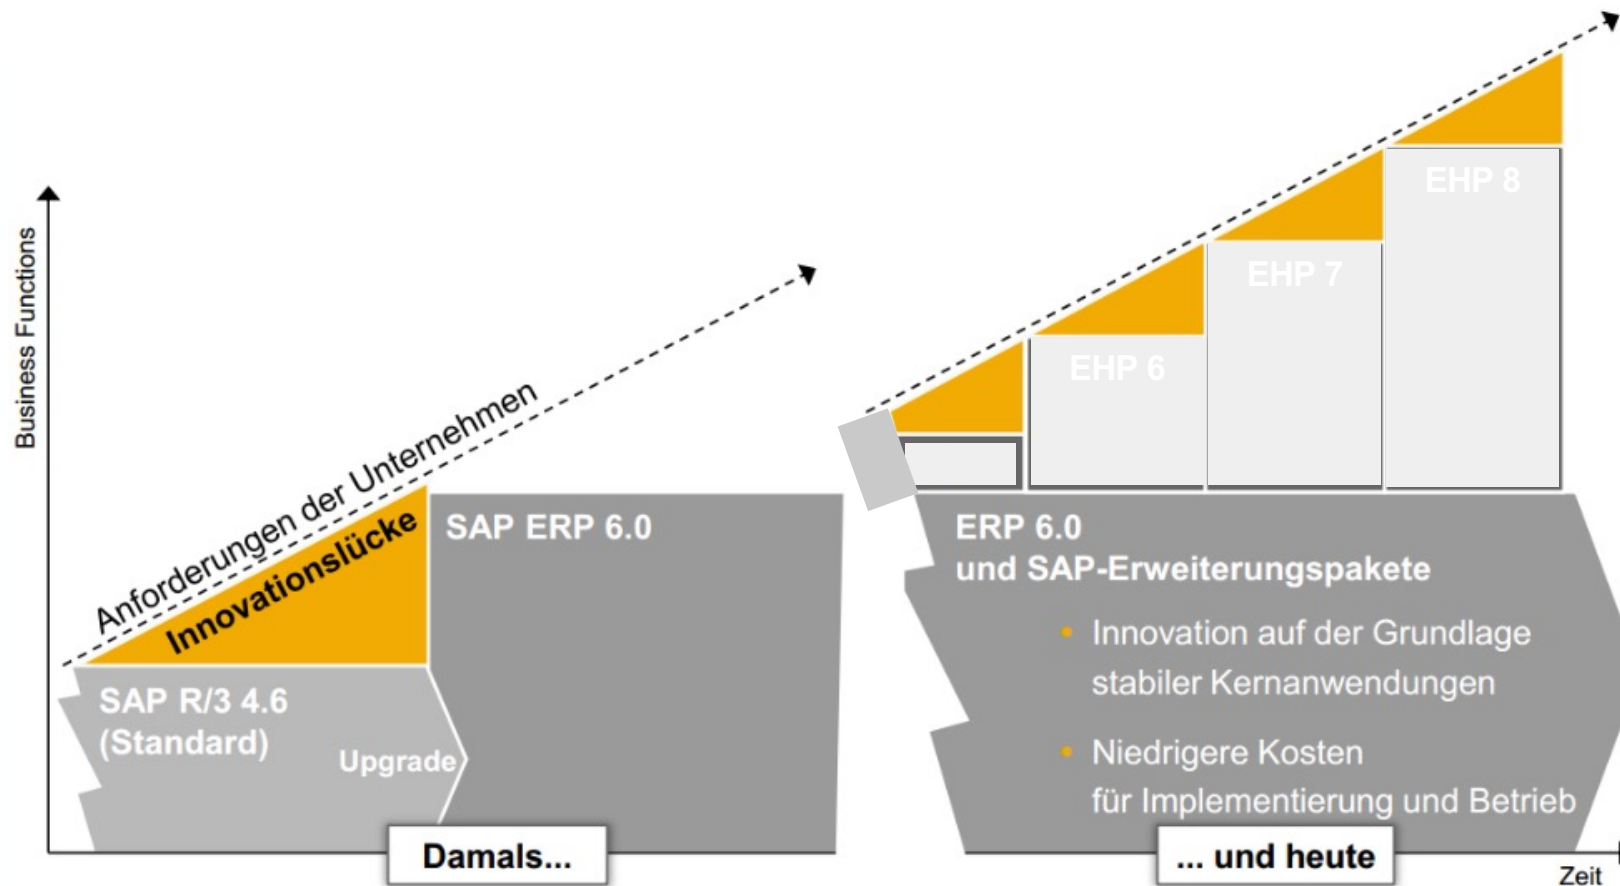 Business Functions
Anforderungen der Unternehmen
Innovationslücke
SAP R/3 4.6
(Standard)
Upgrade
SAP ERP 6.0
Damals...
EHP 6
EHP 7
EHP 8
ERP 6.0
und SAP-Erweiterungspakete
• Innovation auf der Grundlage
stabiler Kernanwendungen
• Niedrigere Kosten
für Implementierung und Betrieb
... und heute
Zeit